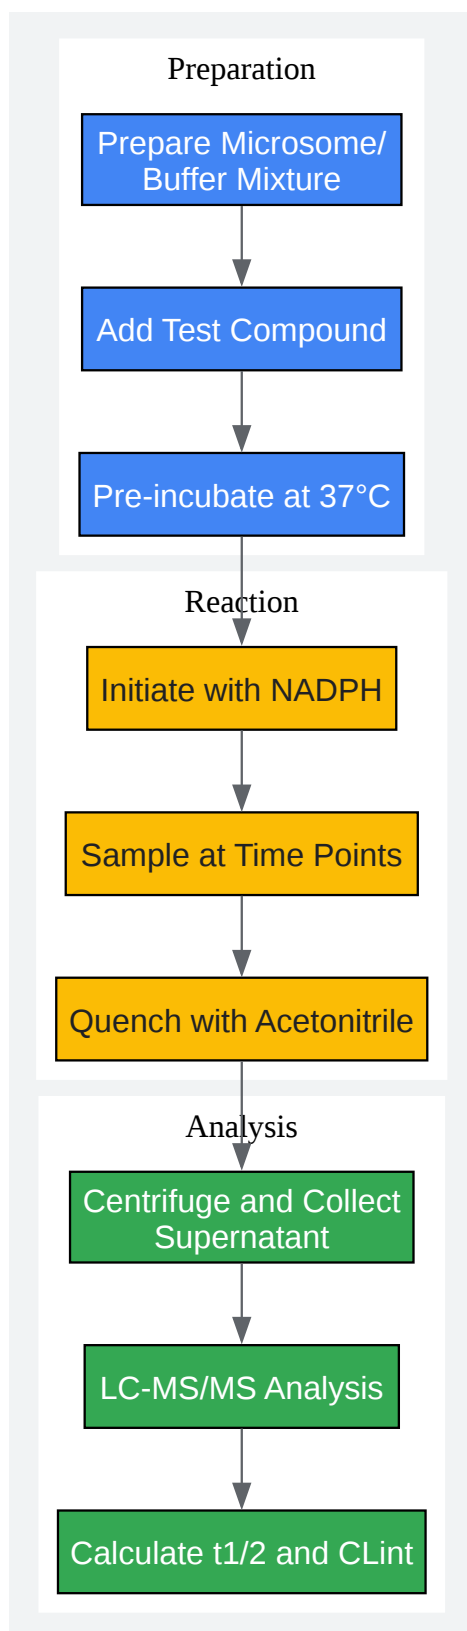 Preparation
Prepare Microsome/
Buffer Mixture
Add Test Compound
Pre-incubate at 37°C
Reaction
Initiate with NADPH
Sample at Time Points
Quench with Acetonitrile
Analysis
Centrifuge and Collect
Supernatant
LC-MS/MS Analysis
Calculate t1/2 and CLint